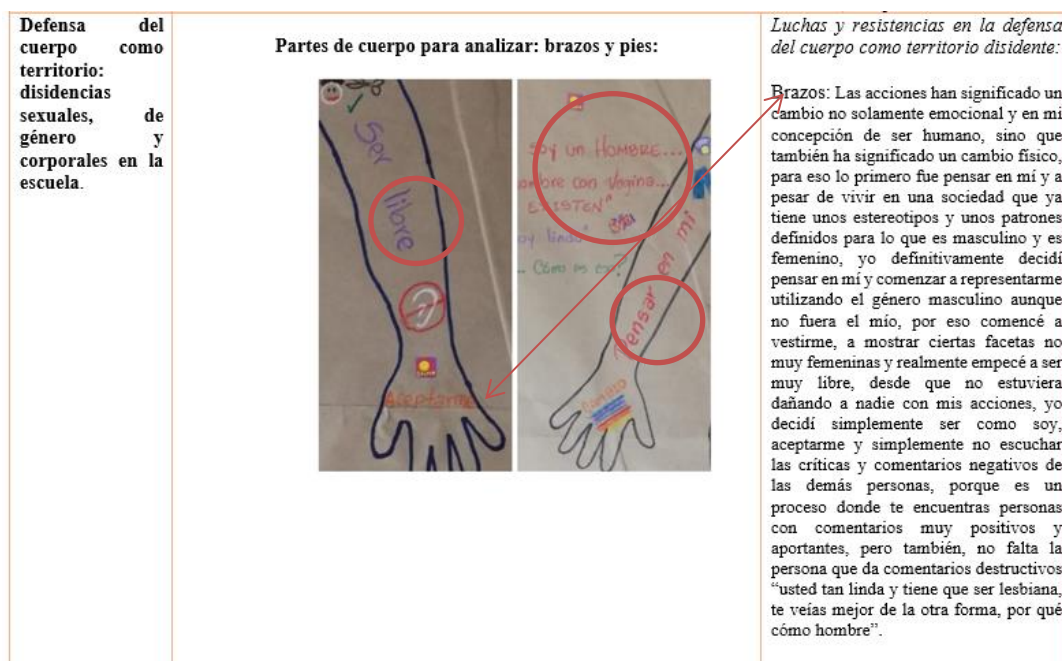 Defensa del
cuerpo como
territorio:
disidencias
sexuales, de
género y
corporales en la
escuela.
Partes de cuerpo para analizar: brazos y pies:
Ser
libre
Aceptarme
soy un HOMBRE...
con Vagina...
EXISTEN"
lindo"
... Cómo es eso?
Pensar en mi
CAMBIO
Luchas y resistencias en la defensa
del cuerpo como territorio disidente:
Brazos: Las acciones han significado un
cambio no solamente emocional y en mi
concepción de ser humano, sino que
también ha significado un cambio físico,
para eso lo primero fue pensar en mí y a
pesar de vivir en una sociedad que ya
tiene unos estereotipos y unos patrones
definidos para lo que es masculino y es
femenino, yo definitivamente decidí
pensar en mí y comenzar a representarme
utilizando el género masculino aunque
no fuera el mío, por eso comencé a
vestirme, a mostrar ciertas facetas no
muy femeninas y realmente empecé a ser
muy libre, desde que no estuviera
dañando a nadie con mis acciones, yo
decidí simplemente ser como soy,
aceptarme y simplemente no escuchar
las críticas y comentarios negativos de
las demás personas, porque es un
proceso donde te encuentras personas
con comentarios muy positivos y
aportantes, pero también, no falta la
persona que da comentarios destructivos
“usted tan linda y tiene que ser lesbiana,
te veías mejor de la otra forma, por qué
cómo hombre”.